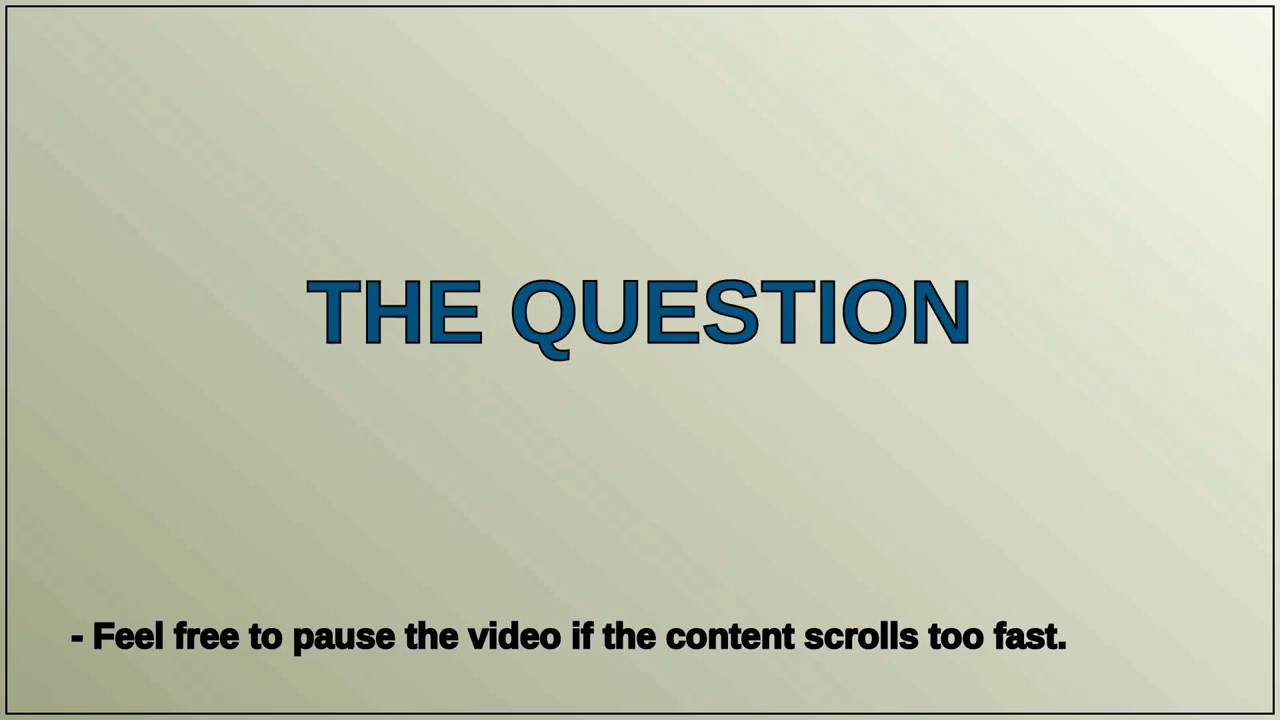 THE QUESTION
- Feel free to pause the video if the content scrolls too fast.